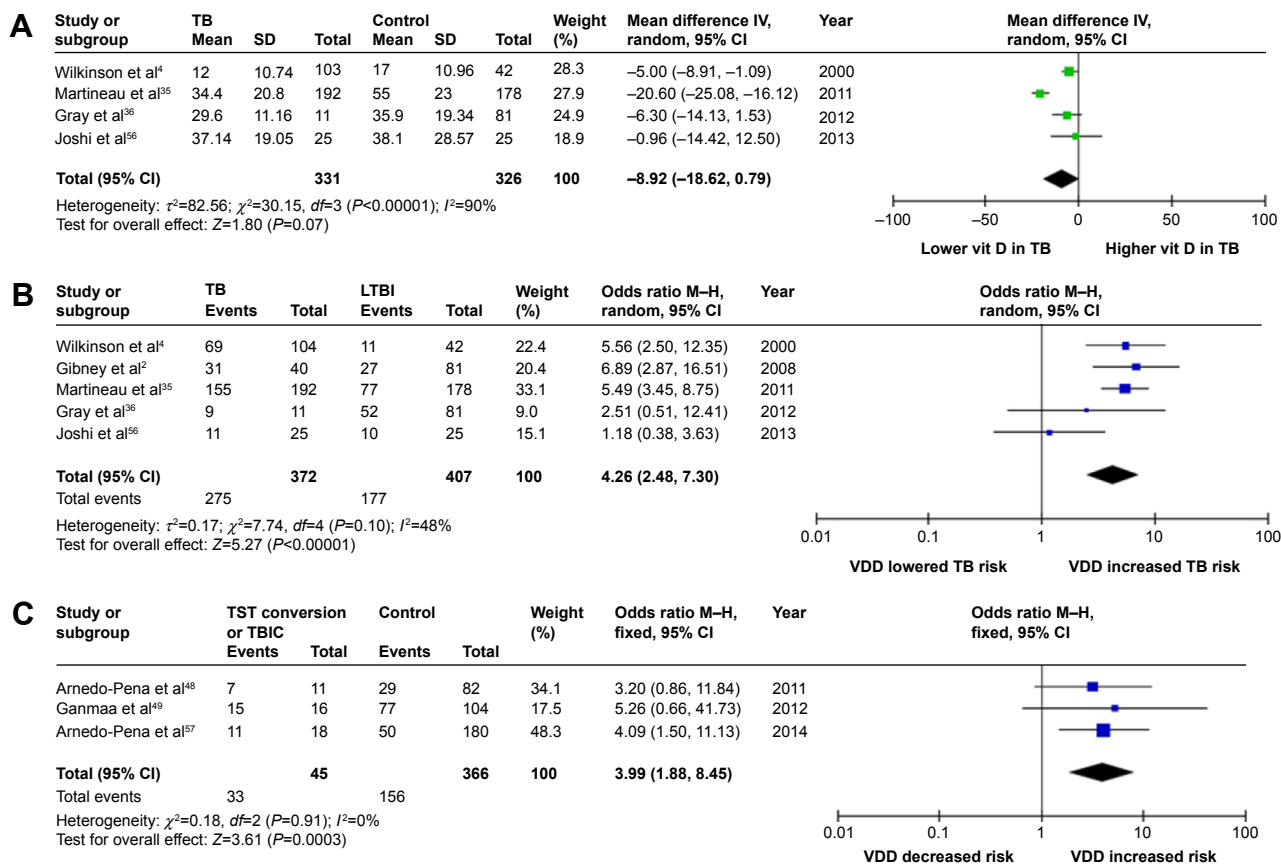 A
Study or subgroup TB Mean SD Total Control Mean SD Total Weight (%) Mean difference IV, random, 95% CI Year Mean difference IV, random, 95% CI
Wilkinson et al⁴ 12 10.74 103 17 10.96 42 28.3 –5.00 (–8.91, –1.09) 2000
Martineau et al³⁵ 34.4 20.8 192 55 23 178 27.9 –20.60 (–25.08, –16.12) 2011
Gray et al³⁶ 29.6 11.16 11 35.9 19.34 81 24.9 –6.30 (–14.13, 1.53) 2012
Joshi et al⁵⁶ 37.14 19.05 25 38.1 28.57 25 18.9 –0.96 (–14.42, 12.50) 2013
Total (95% CI) 331 326 100 –8.92 (–18.62, 0.79)
Heterogeneity: τ²=82.56; χ²=30.15, df=3 (P<0.00001); I²=90%
Test for overall effect: Z=1.80 (P=0.07)
–100 –50 0 50 100
Lower vit D in TB Higher vit D in TB
B
Study or subgroup TB Events Total LTBI Events Total Weight (%) Odds ratio M–H, random, 95% CI Year Odds ratio M–H, random, 95% CI
Wilkinson et al⁴ 69 104 11 42 22.4 5.56 (2.50, 12.35) 2000
Gibney et al² 31 40 27 81 20.4 6.89 (2.87, 16.51) 2008
Martineau et al³⁵ 155 192 77 178 33.1 5.49 (3.45, 8.75) 2011
Gray et al³⁶ 9 11 52 81 9.0 2.51 (0.51, 12.41) 2012
Joshi et al⁵⁶ 11 25 10 25 15.1 1.18 (0.38, 3.63) 2013
Total (95% CI) 372 407 100 4.26 (2.48, 7.30)
Total events 275 177
Heterogeneity: τ²=0.17; χ²=7.74, df=4 (P=0.10); I²=48%
Test for overall effect: Z=5.27 (P<0.00001)
0.01 0.1 1 10 100
VDD lowered TB risk VDD increased TB risk
C
Study or subgroup TST conversion or TBIC Events Total Control Events Total Weight (%) Odds ratio M–H, fixed, 95% CI Year Odds ratio M–H, fixed, 95% CI
Arnedo-Pena et al⁴⁸ 7 11 29 82 34.1 3.20 (0.86, 11.84) 2011
Ganmaa et al⁴⁹ 15 16 77 104 17.5 5.26 (0.66, 41.73) 2012
Arnedo-Pena et al⁵⁷ 11 18 50 180 48.3 4.09 (1.50, 11.13) 2014
Total (95% CI) 45 366 100 3.99 (1.88, 8.45)
Total events 33 156
Heterogeneity: χ²=0.18, df=2 (P=0.91); I²=0%
Test for overall effect: Z=3.61 (P=0.0003)
0.01 0.1 1 10 100
VDD decreased risk VDD increased risk